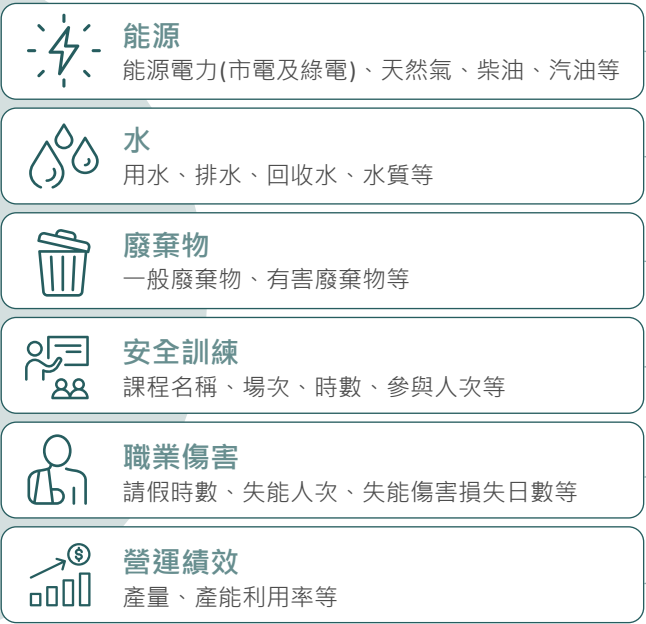 能源
能源電力(市電及綠電)、天然氣、柴油、汽油等
水
用水、排水、回收水、水質等
廢棄物
一般廢棄物、有害廢棄物等
安全訓練
課程名稱、場次、時數、參與人次等
職業傷害
請假時數、失能人次、失能傷害損失日數等
$
營運績效
產量、產能利用率等